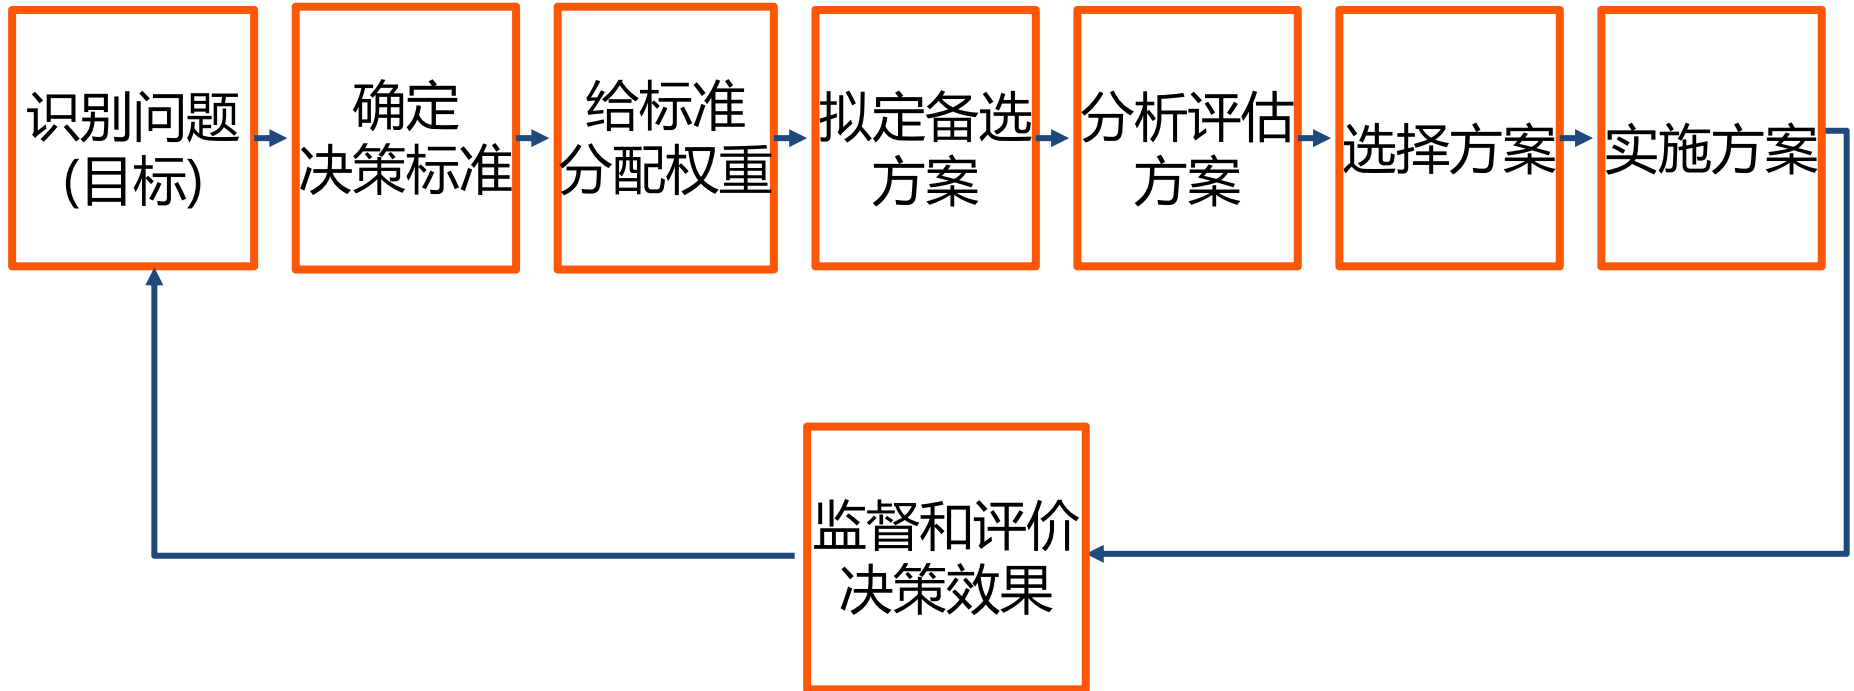 识别问题
(目标)
确定
决策标准
给标准
分配权重
拟定备选
方案
分析评估
方案
选择方案
实施方案
监督和评价
决策效果